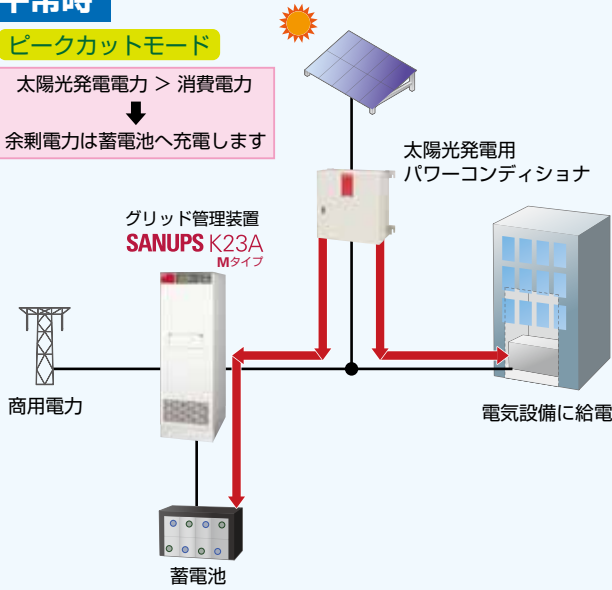 平常時
ピークカットモード
太陽光発電電力 > 消費電力
余剰電力は蓄電池へ充電します
太陽光発電用
パワーコンディショナ
グリッド管理装置
SANUPS K23A
Mタイプ
商用電力
電気設備に給電
蓄電池